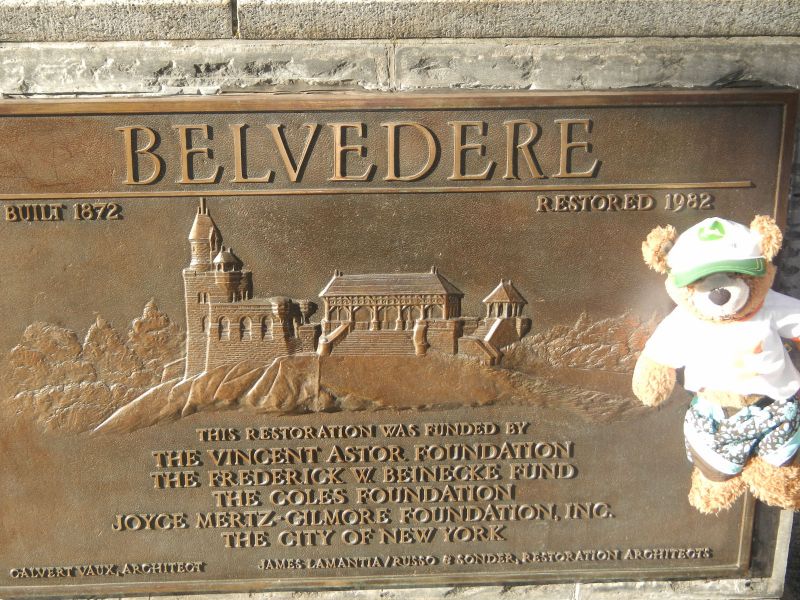 BELVEDERE
BUILT 1872 RESTORED 1982
THIS RESTORATION WAS FUNDED BY
THE VINCENT ASTOR FOUNDATION
THE FREDERICK W. BEINECKE FUND
THE COLES FOUNDATION
JOYCE MERTZ-GILMORE FOUNDATION, INC.
THE CITY OF NEW YORK
CALVERT VAUX, ARCHITECT JAMES LAMANTIA/RUSSO & SONDER, RESTORATION ARCHITECTS